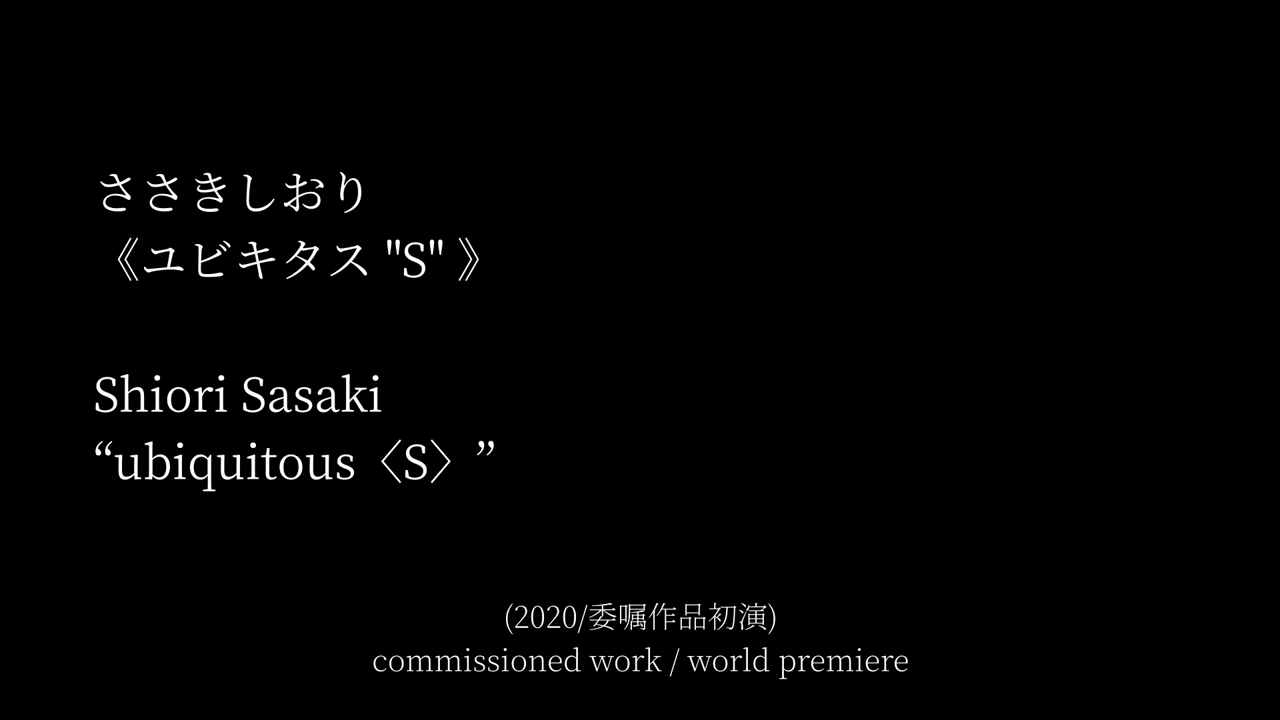 ささきしおり
《ユビキタス "S" 》
Shiori Sasaki
“ubiquitous〈S〉”
(2020/委嘱作品初演)
commissioned work / world premiere